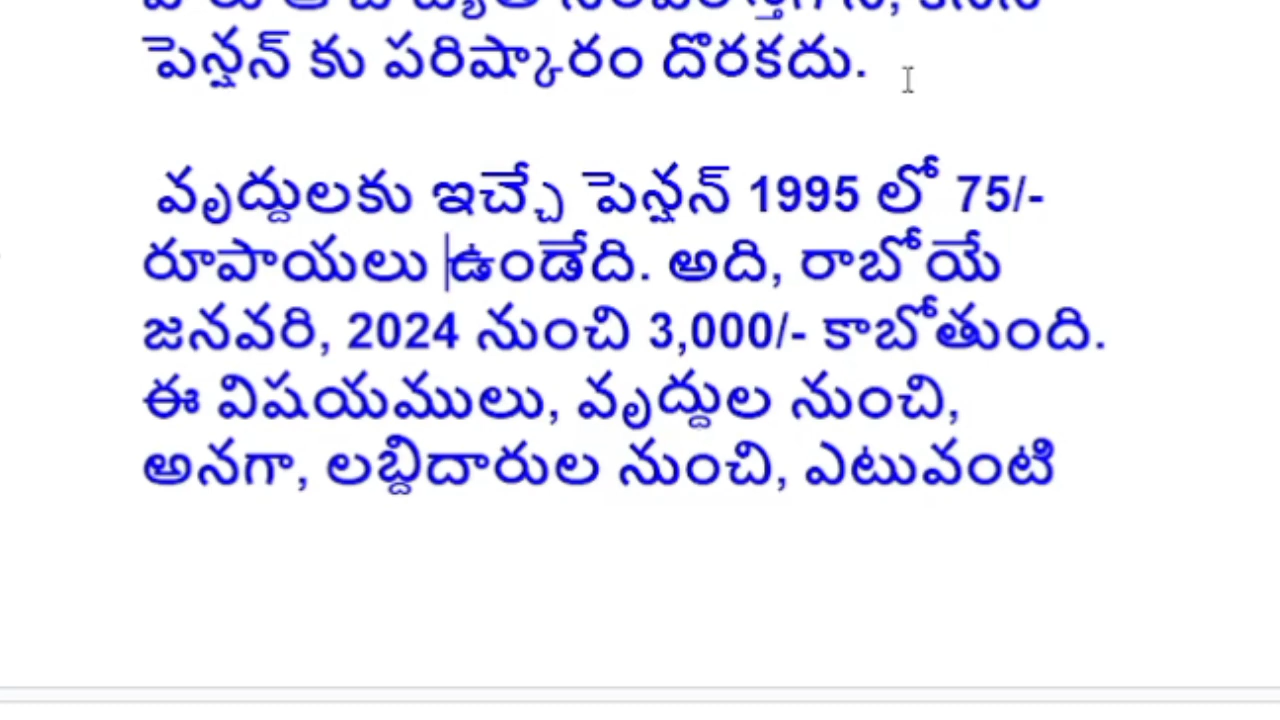 పెన్షన్ కు పరిష్కారం దొరకదు.
వృద్దులకు ఇచ్చే పెన్షన్ 1995 లో 75/-
రూపాయలు ఉండేది. అది, రాబోయే
జనవరి, 2024 నుంచి 3,000/- కాబోతుంది.
ఈ విషయములు, వృద్దుల నుంచి,
అనగా, లబ్దిదారుల నుంచి, ఎటువంటి